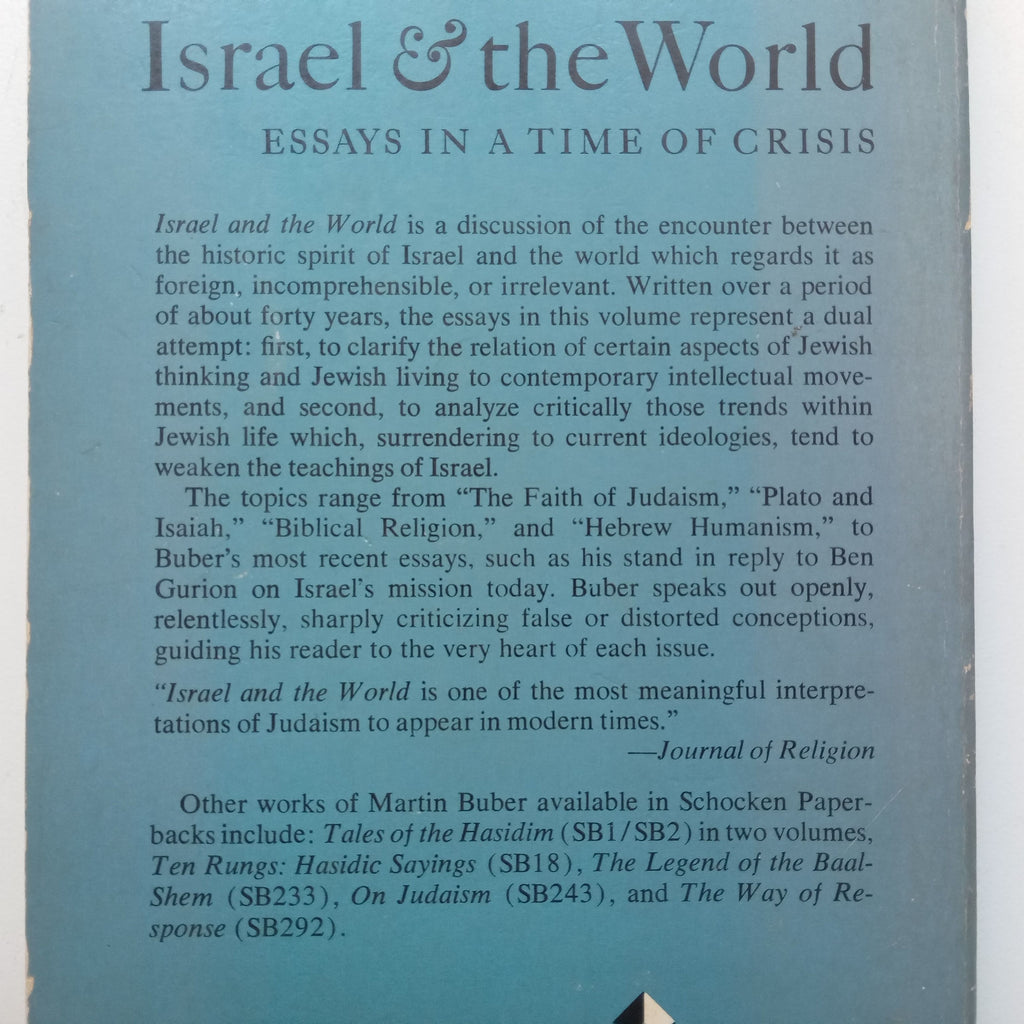 Israel & the World
ESSAYS IN A TIME OF CRISIS
Israel and the World is a discussion of the encounter between
the historic spirit of Israel and the world which regards it as
foreign, incomprehensible, or irrelevant. Written over a period
of about forty years, the essays in this volume represent a dual
attempt: first, to clarify the relation of certain aspects of Jewish
thinking and Jewish living to contemporary intellectual move-
ments, and second, to analyze critically those trends within
Jewish life which, surrendering to current ideologies, tend to
weaken the teachings of Israel.
The topics range from “The Faith of Judaism,” “Plato and
Isaiah,” “Biblical Religion,” and “Hebrew Humanism,” to
Buber’s most recent essays, such as his stand in reply to Ben
Gurion on Israel’s mission today. Buber speaks out openly,
relentlessly, sharply criticizing false or distorted conceptions,
guiding his reader to the very heart of each issue.
“Israel and the World is one of the most meaningful interpre-
tations of Judaism to appear in modern times.”
—Journal of Religion
Other works of Martin Buber available in Schocken Paper-
backs include: Tales of the Hasidim (SB1/SB2) in two volumes,
Ten Rungs: Hasidic Sayings (SB18), The Legend of the Baal-
Shem (SB233), On Judaism (SB243), and The Way of Re-
sponse (SB292).